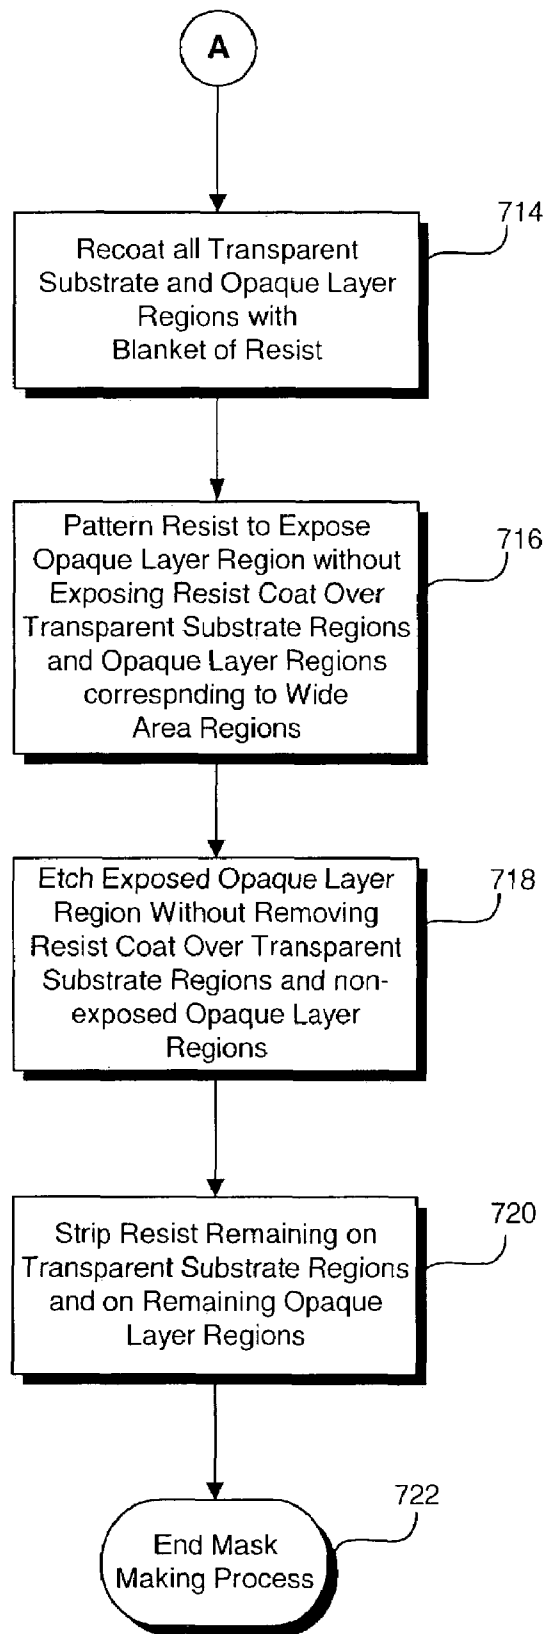 A
714
Recoat all Transparent
Substrate and Opaque Layer
Regions with
Blanket of Resist
716
Pattern Resist to Expose
Opaque Layer Region without
Exposing Resist Coat Over
Transparent Substrate Regions
and Opaque Layer Regions
correspnding to Wide
Area Regions
718
Etch Exposed Opaque Layer
Region Without Removing
Resist Coat Over Transparent
Substrate Regions and non-
exposed Opaque Layer
Regions
720
Strip Resist Remaining on
Transparent Substrate Regions
and on Remaining Opaque
Layer Regions
722
End Mask
Making Process